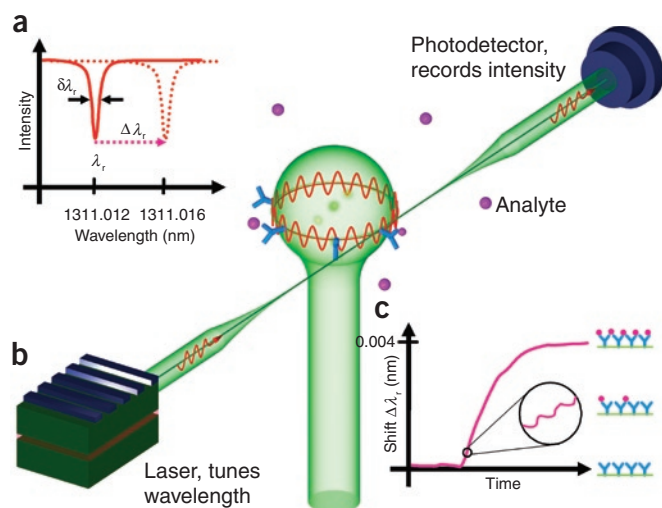 a
Intensity
δλr
Δλr
λr
1311.012 1311.016
Wavelength (nm)
Photodetector,
records intensity
Analyte
b
Laser, tunes
wavelength
c
0.004
Shift Δλr (nm)
Time